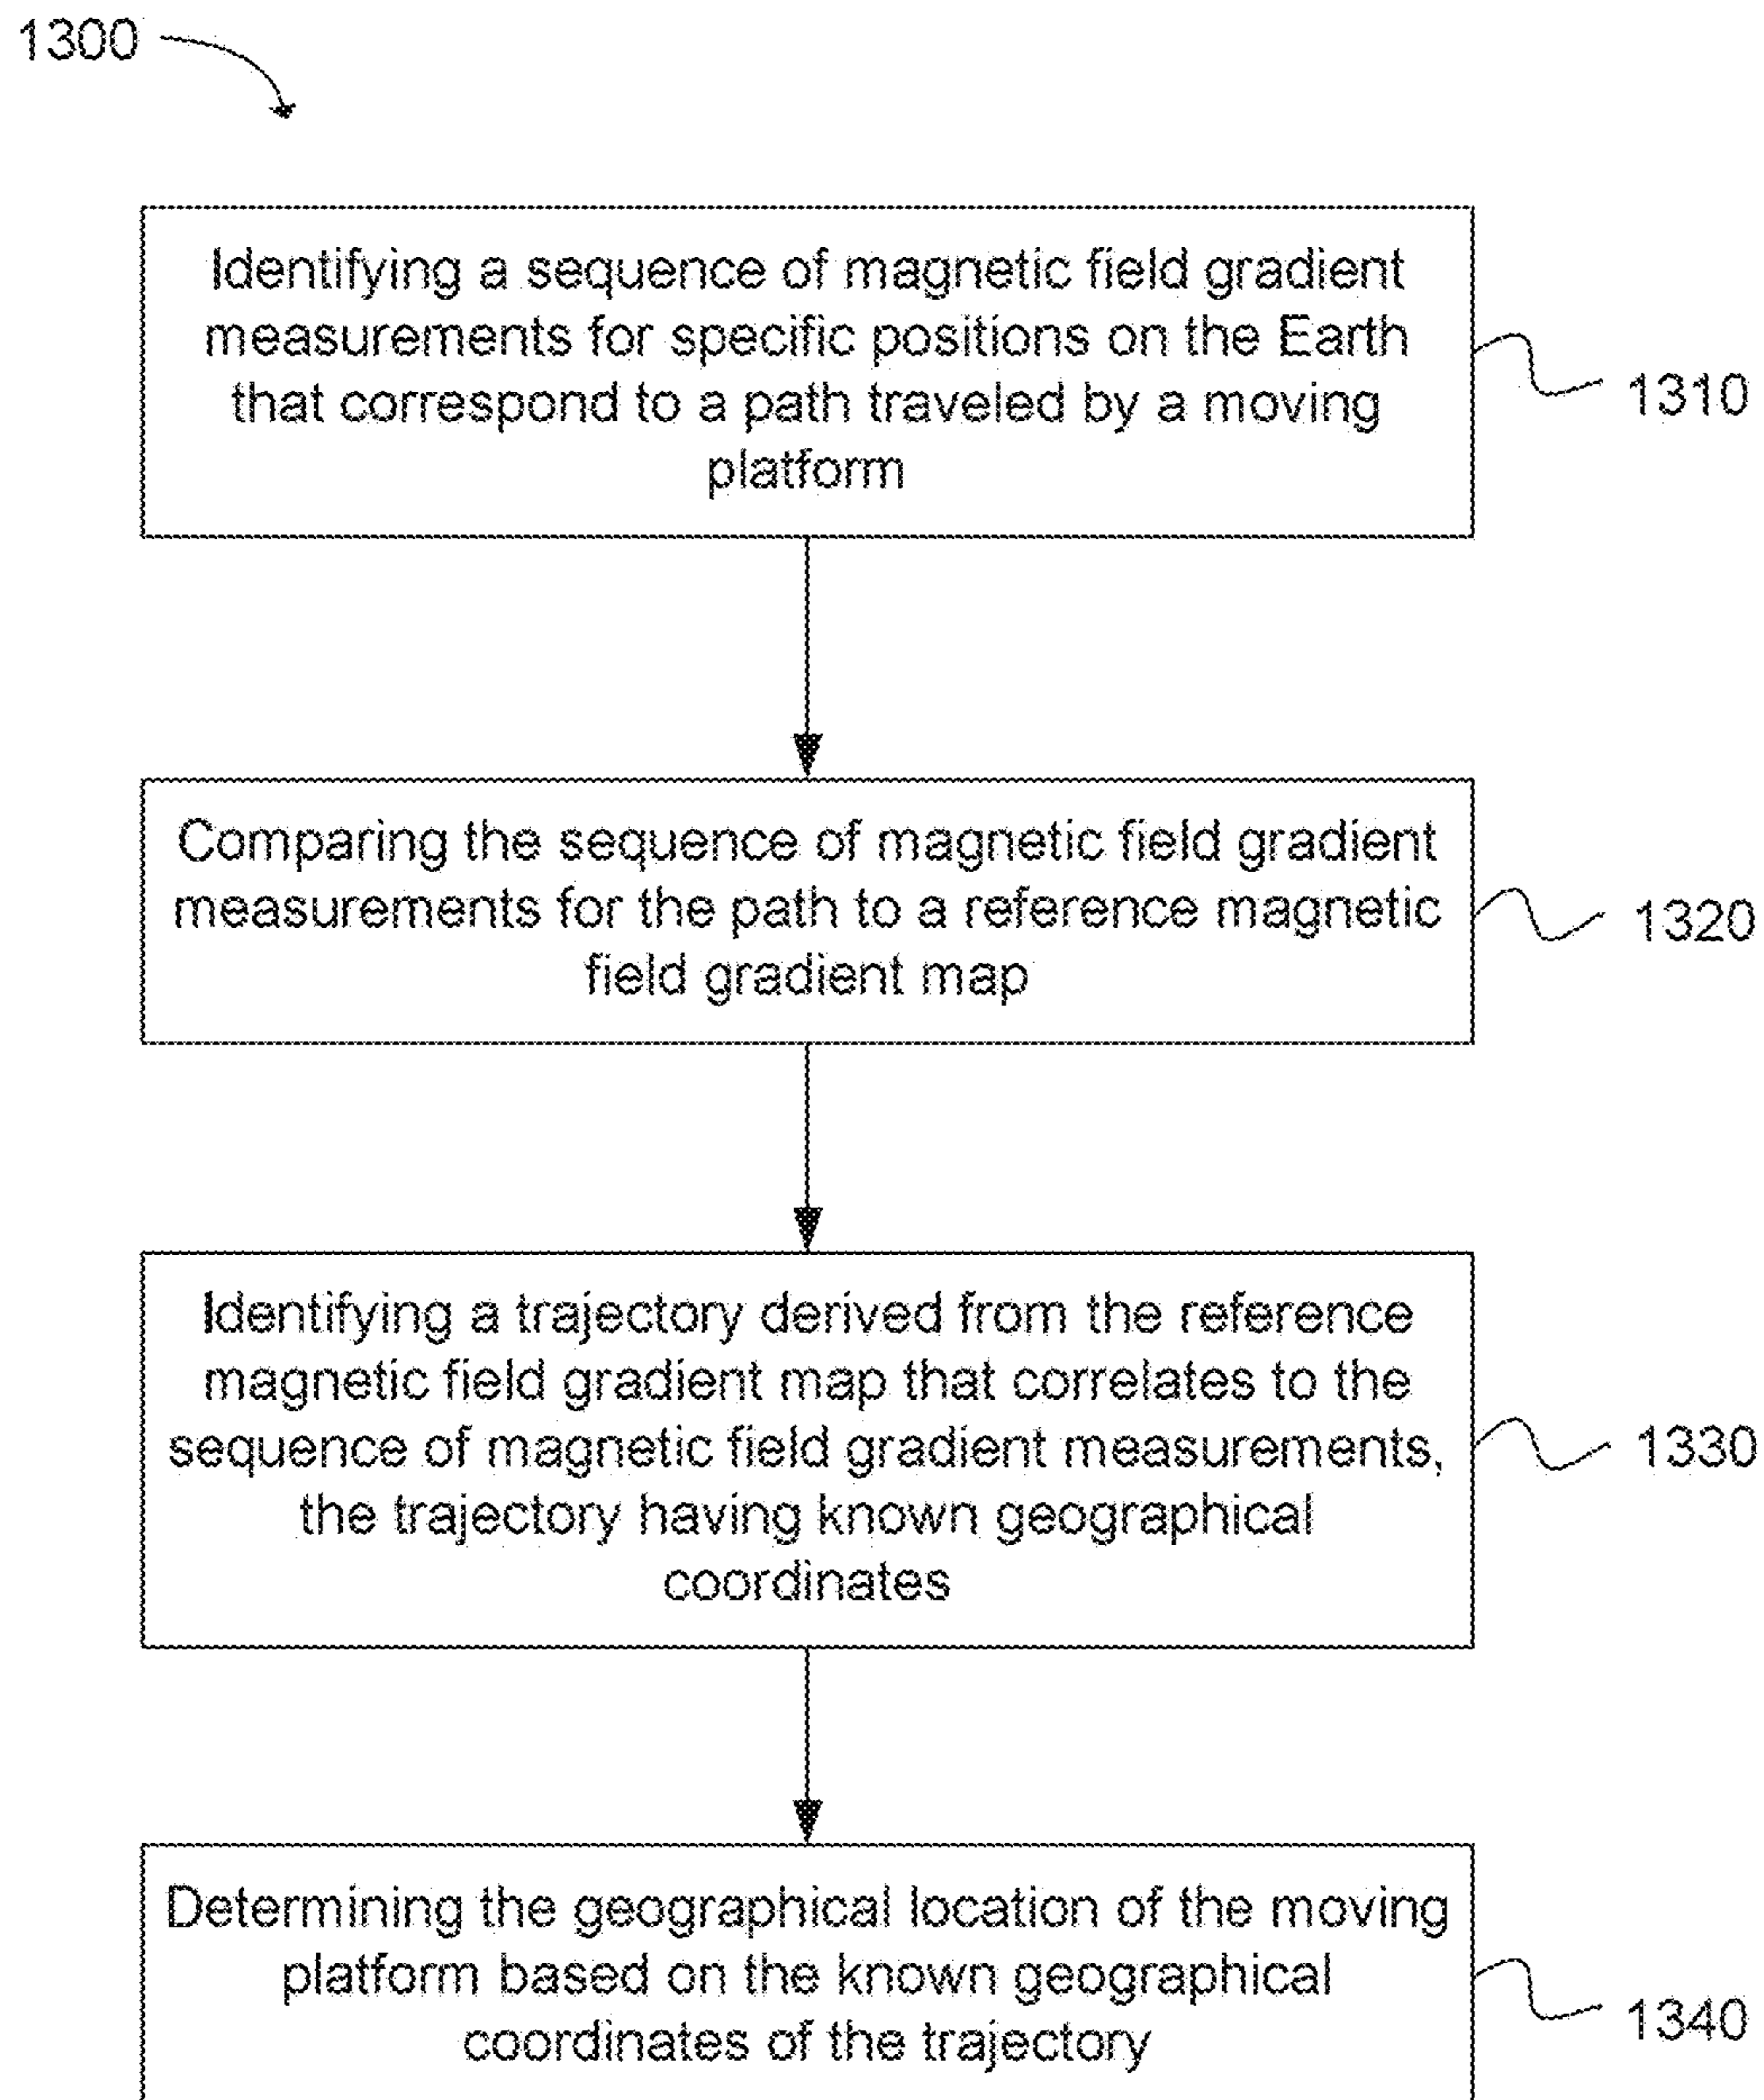 1300
Identifying a sequence of magnetic field gradient
measurements for specific positions on the Earth
that correspond to a path traveled by a moving
platform
1310
Comparing the sequence of magnetic field gradient
measurements for the path to a reference magnetic
field gradient map
1320
Identifying a trajectory derived from the reference
magnetic field gradient map that correlates to the
sequence of magnetic field gradient measurements,
the trajectory having known geographical
coordinates
1330
Determining the geographical location of the moving
platform based on the known geographical
coordinates of the trajectory
1340